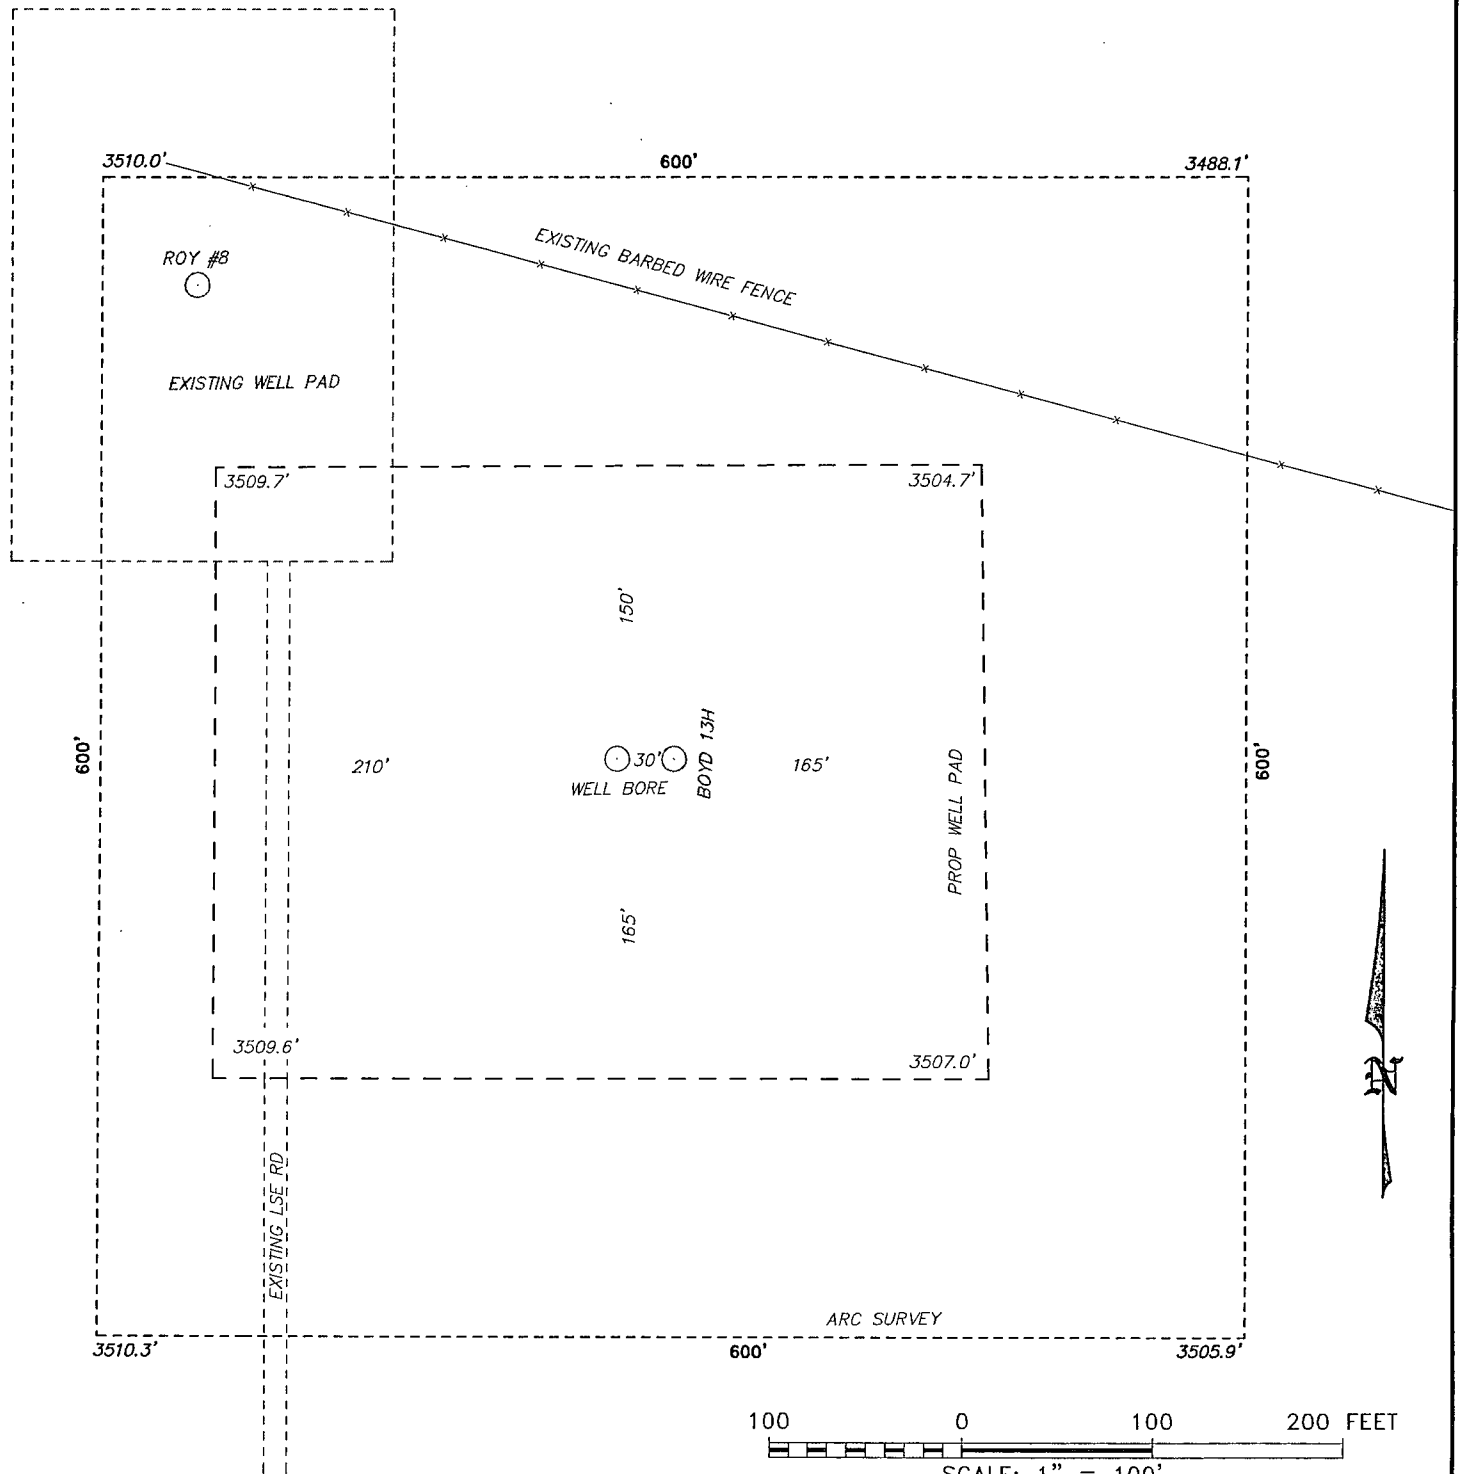 3510.0'
600'
3488.1'
EXISTING BARBED WIRE FENCE
ROY #8
EXISTING WELL PAD
3509.7'
3504.7'
150'
600'
210'
30'
WELL BORE
BOYD 13H
165'
PROP WELL PAD
600'
165'
3509.6'
3507.0'
N
EXISTING LSE RD
ARC SURVEY
3510.3'
600'
3505.9'
100 0 100 200 FEET
SCALE: 1" = 100'